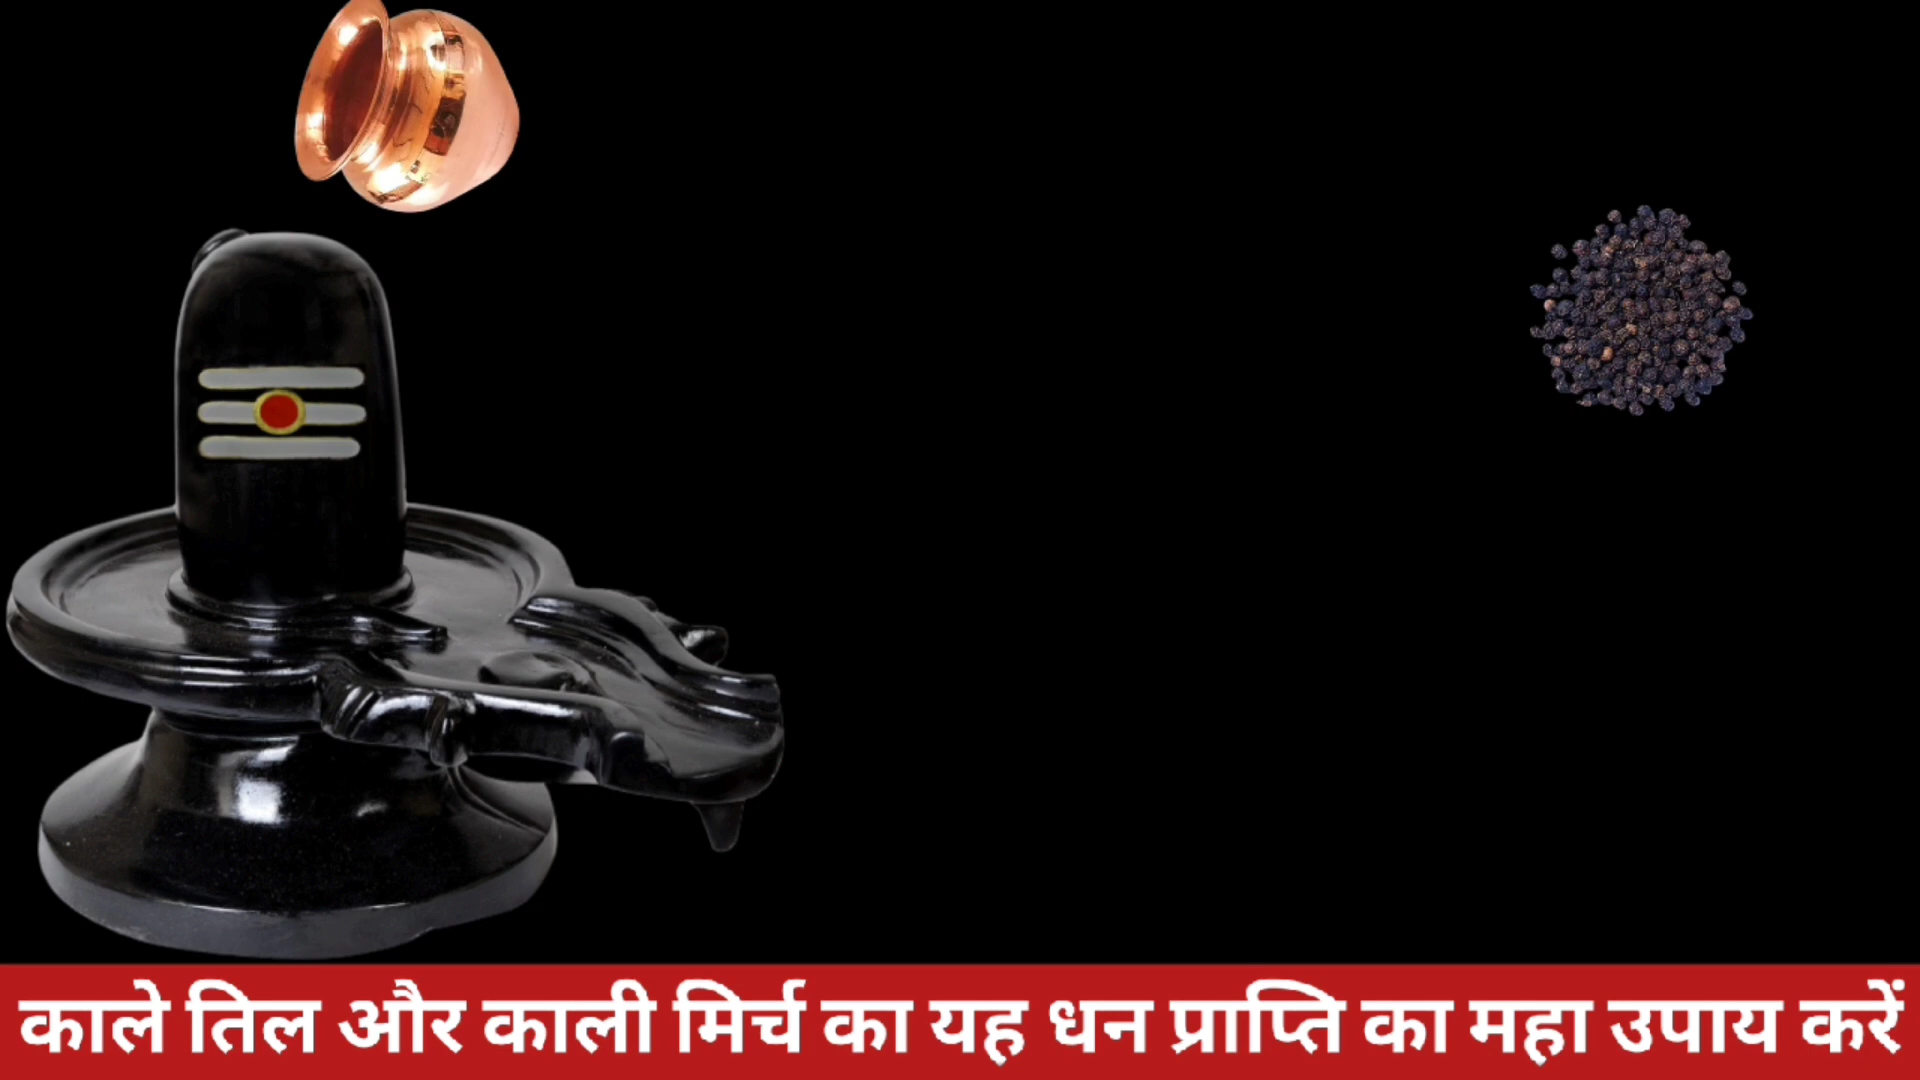 काले तिल और काली मिर्च का यह धन प्राप्ति का महा उपाय करें